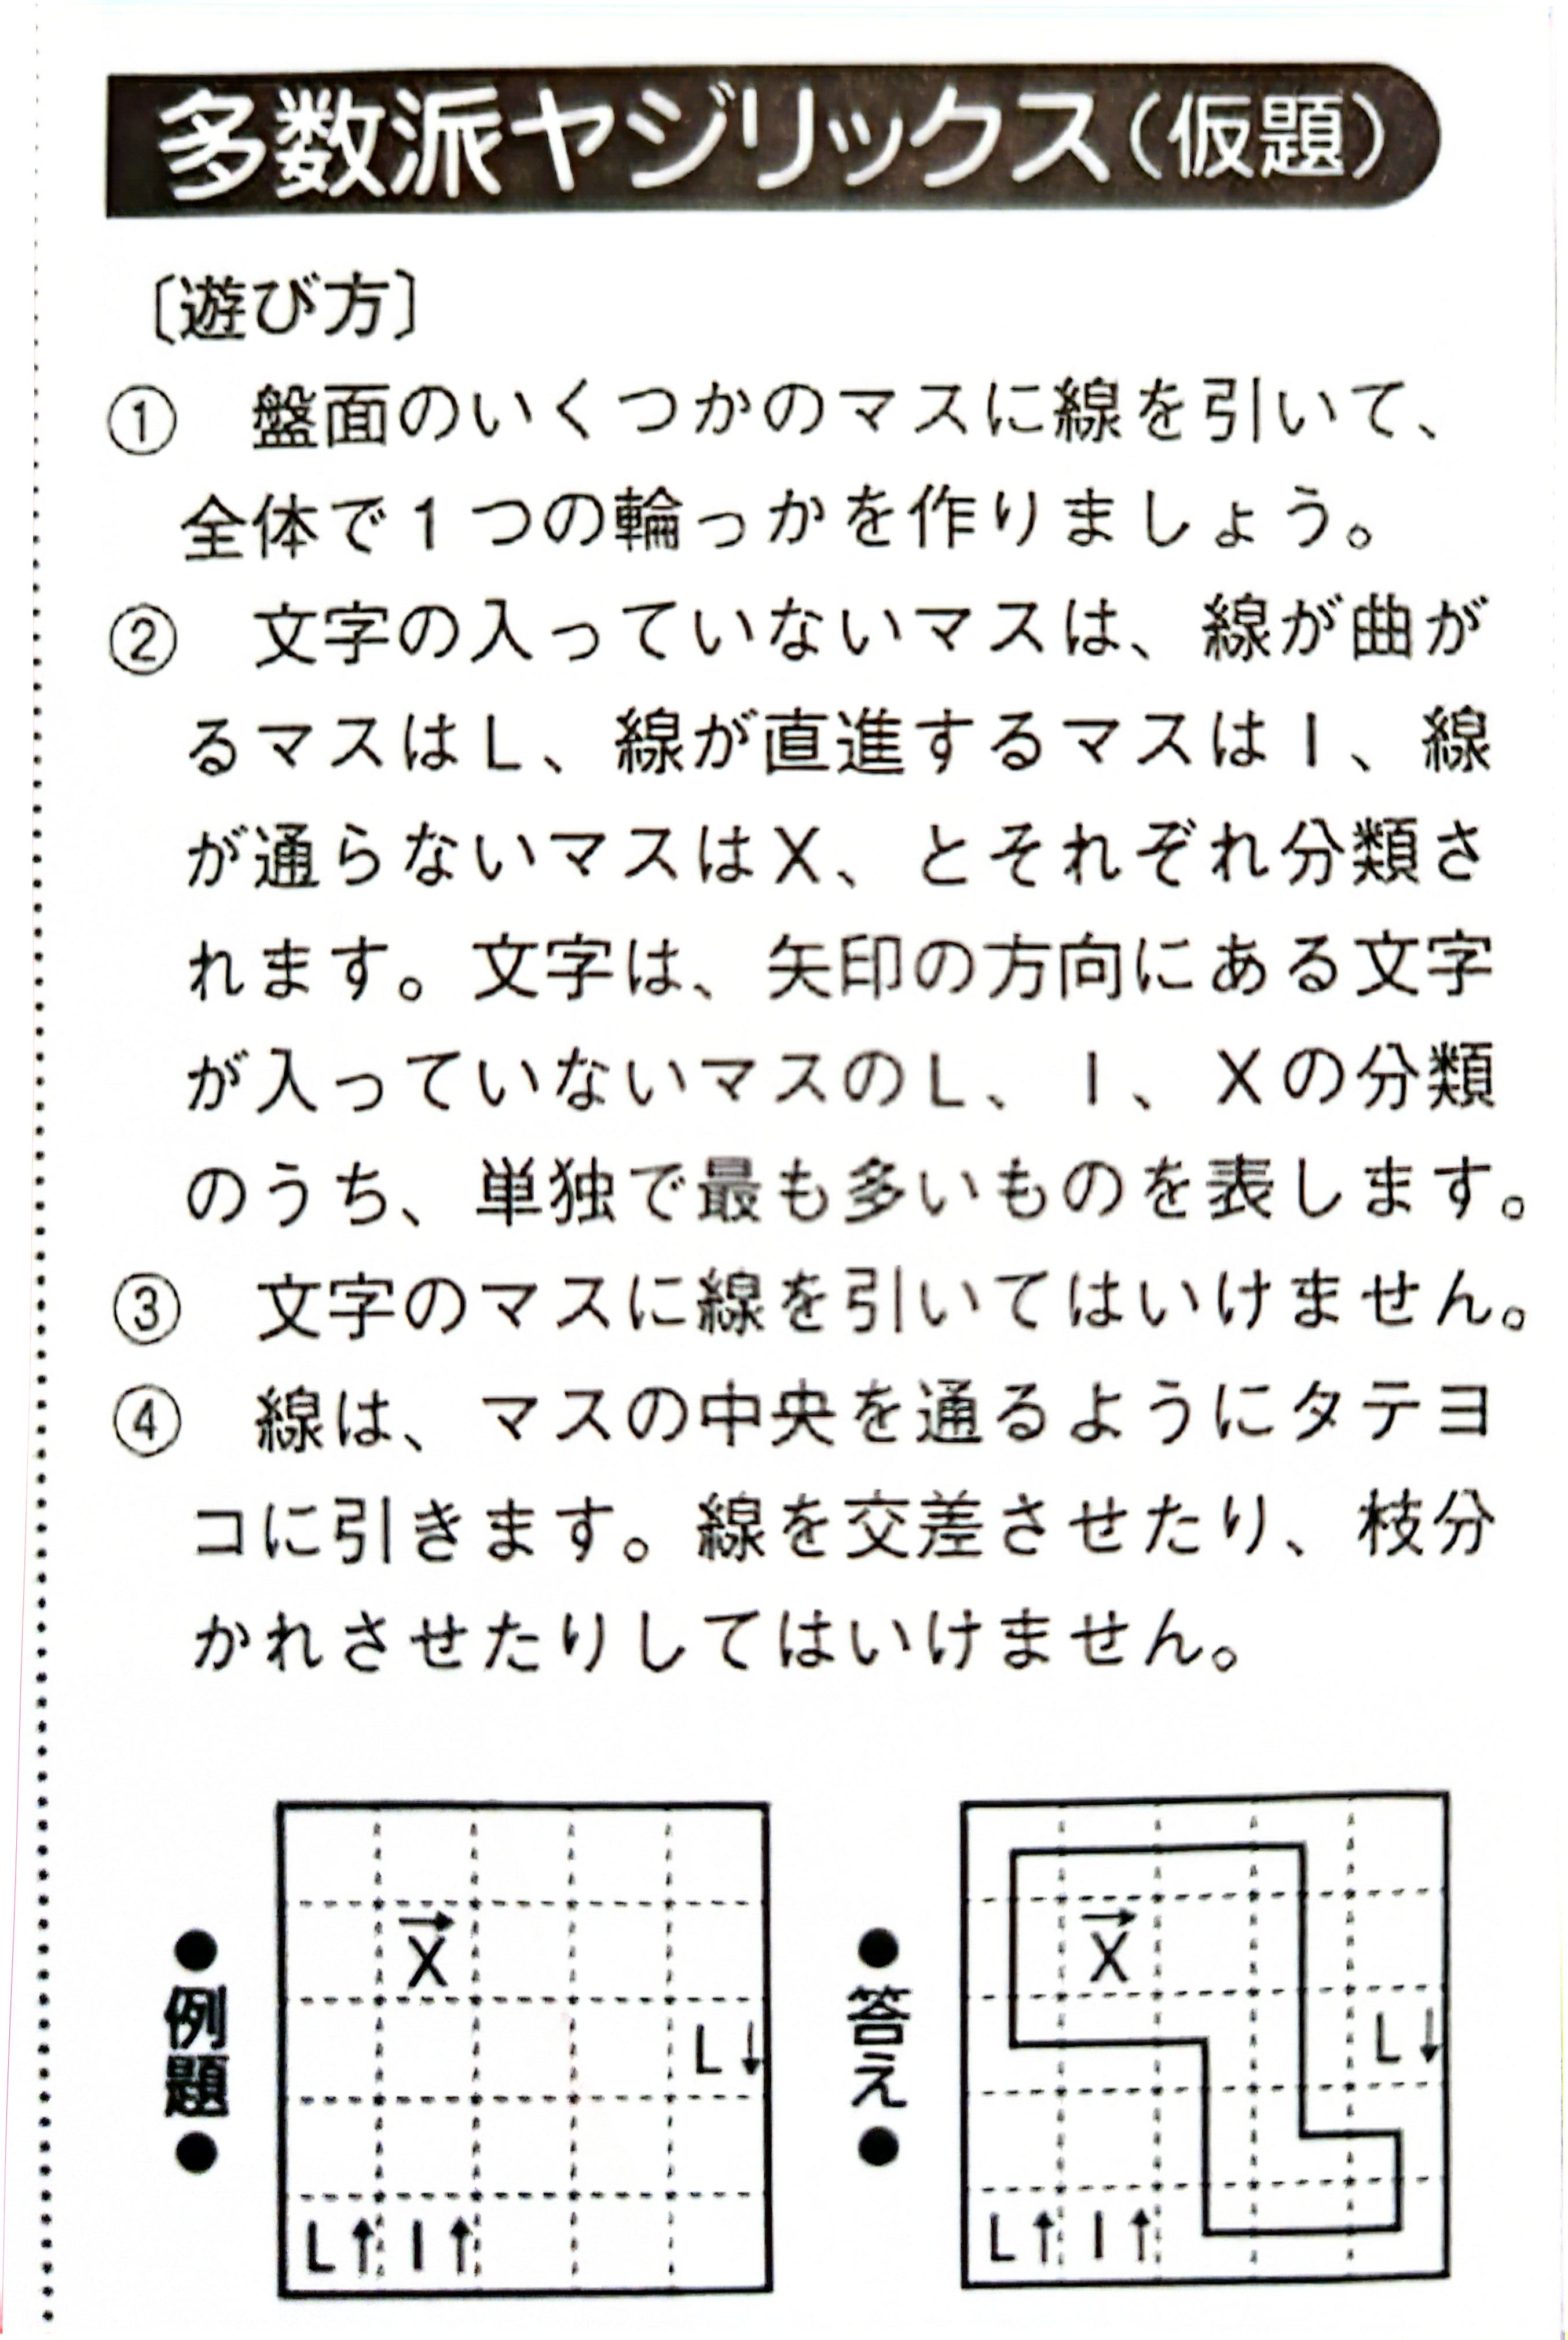 多数派ヤジリックス(仮題)
〔遊び方〕
① 盤面のいくつかのマスに線を引いて、
全体で1つの輪っかを作りましょう。
② 文字の入っていないマスは、線が曲が
るマスはL、線が直進するマスはI、線
が通らないマスはX、とそれぞれ分類さ
れます。文字は、矢印の方向にある文字
が入っていないマスのL、I、Xの分類
のうち、単独で最も多いものを表します。
③ 文字のマスに線を引いてはいけません。
④ 線は、マスの中央を通るようにタテヨ
コに引きます。線を交差させたり、枝分
かれさせたりしてはいけません。
●例題●
→
X
L↓
L↑ I↑
●答え●
→
X
L↓
L↑ I↑